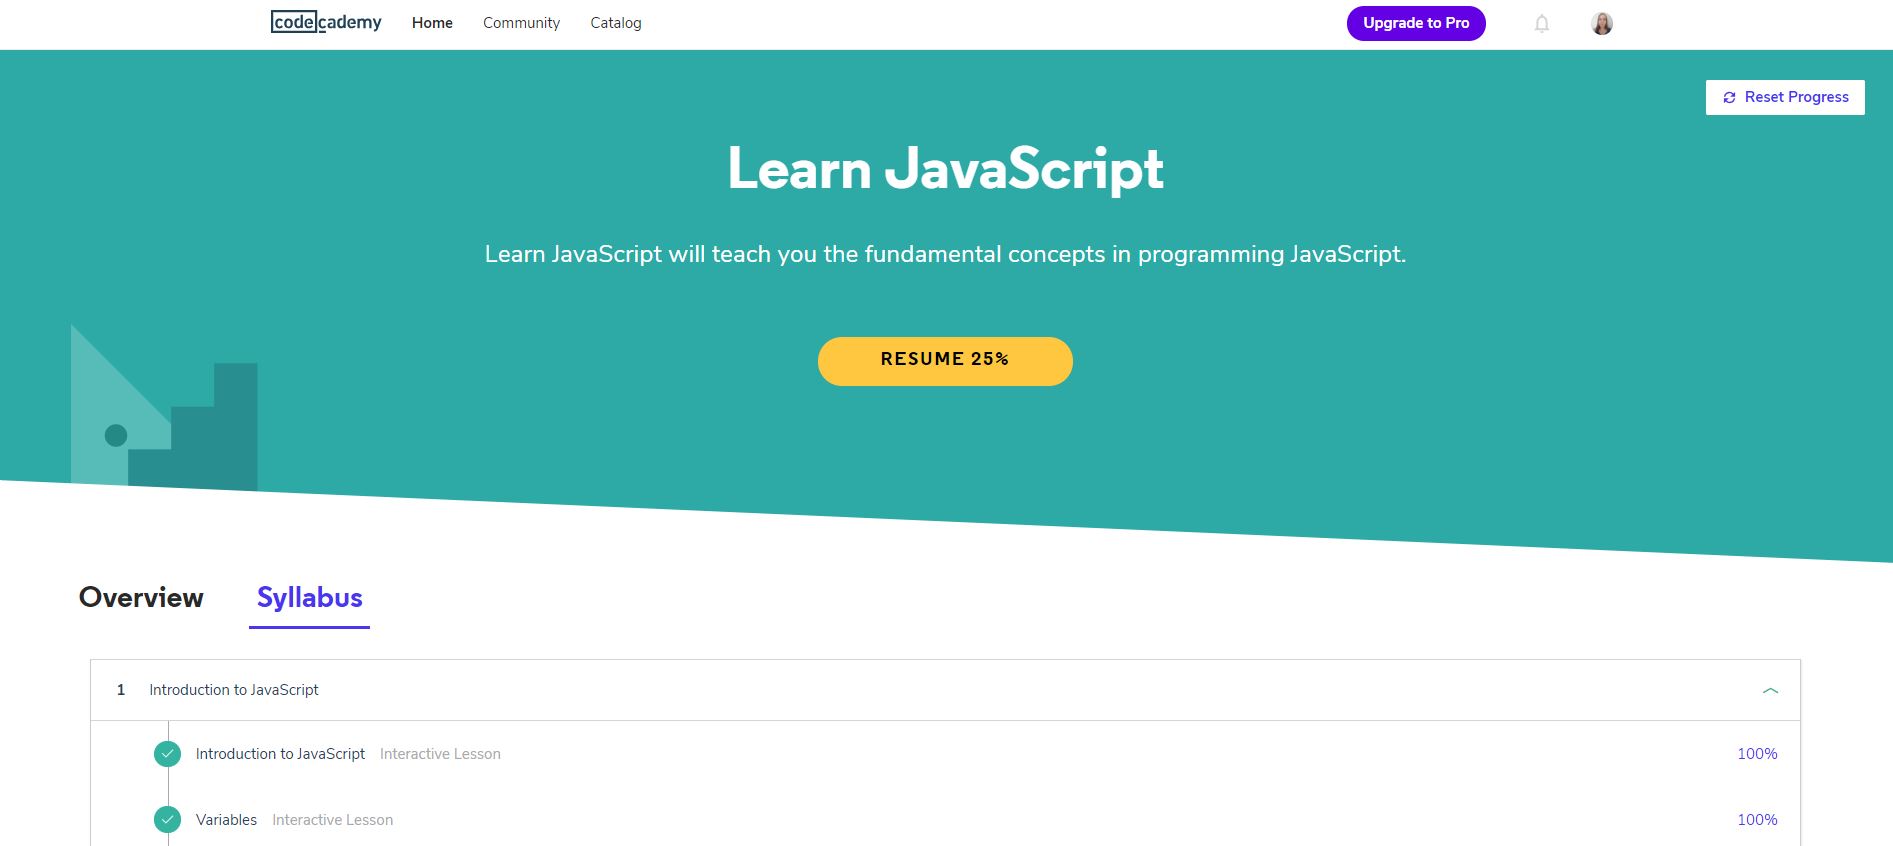 codecademy Home Community Catalog Upgrade to Pro
Reset Progress
Learn JavaScript
Learn JavaScript will teach you the fundamental concepts in programming JavaScript.
RESUME 25%
Overview Syllabus
1 Introduction to JavaScript
Introduction to JavaScript Interactive Lesson 100%
Variables Interactive Lesson 100%